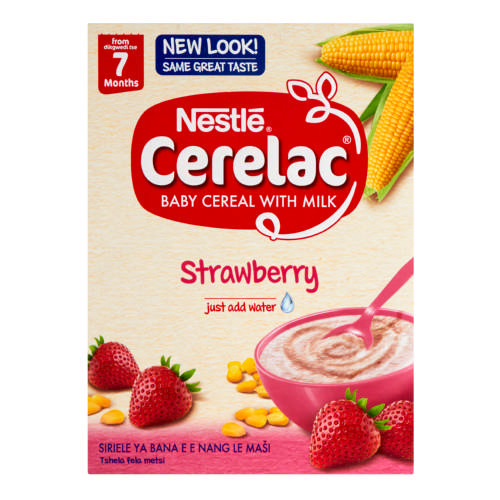 from
dikgwedi tse
7
Months
NEW LOOK!
SAME GREAT TASTE
Nestlé®
Cerelac®
BABY CEREAL WITH MILK
Strawberry
just add water
SIRIELE YA BANA E E NANG LE MAŠI
Tshela fela metsi